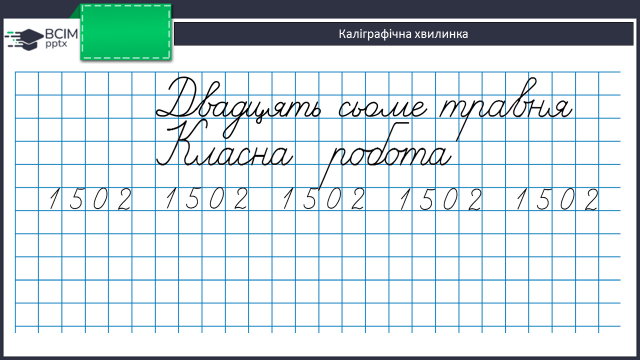 ВСІМ
pptx
Каліграфічна хвилинка
Двадцять сьоме травня
Класна робота
1502 1502 1502 1502 1502